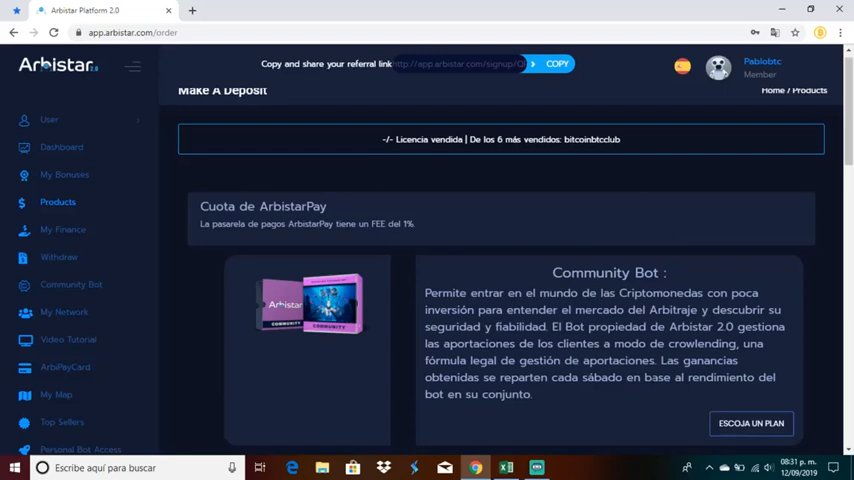 Arbistar Platform 2.0
app.arbistar.com/order
Arbistar 2.0
Copy and share your referral link http://app.arbistar.com/signup/ COPY
Pablobtc
Member
Make A Deposit
Home / Products
-/- Licencia vendida | De los 6 más vendidos: bitcoinbtcclub
User
Dashboard
My Bonuses
Products
My Finance
Withdraw
Community Bot
My Network
Video Tutorial
ArbiPayCard
My Map
Top Sellers
Personal Bot Access
Cuota de ArbistarPay
La pasarela de pagos ArbistarPay tiene un FEE del 1%.
Arbistar
COMMUNITY
COMMUNITY
Community Bot :
Permite entrar en el mundo de las Criptomonedas con poca
inversión para entender el mercado del Arbitraje y descubrir su
seguridad y fiabilidad. El Bot propiedad de Arbistar 2.0 gestiona
las aportaciones de los clientes a modo de crowlending, una
fórmula legal de gestión de aportaciones. Las ganancias
obtenidas se reparten cada sábado en base al rendimiento del
bot en su conjunto.
ESCOJA UN PLAN
Escribe aquí para buscar
08:31 p. m.
12/09/2019